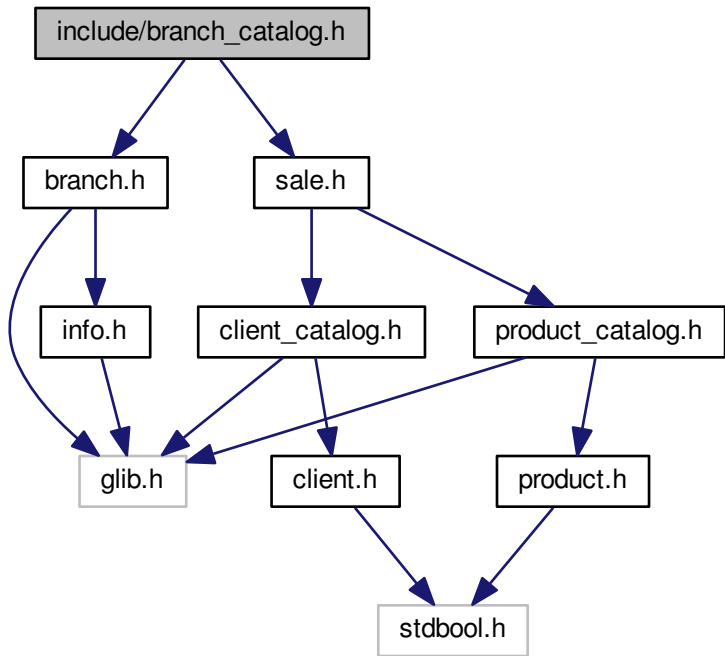 include/branch_catalog.h
branch.h
sale.h
info.h
client_catalog.h
product_catalog.h
glib.h
client.h
product.h
stdbool.h